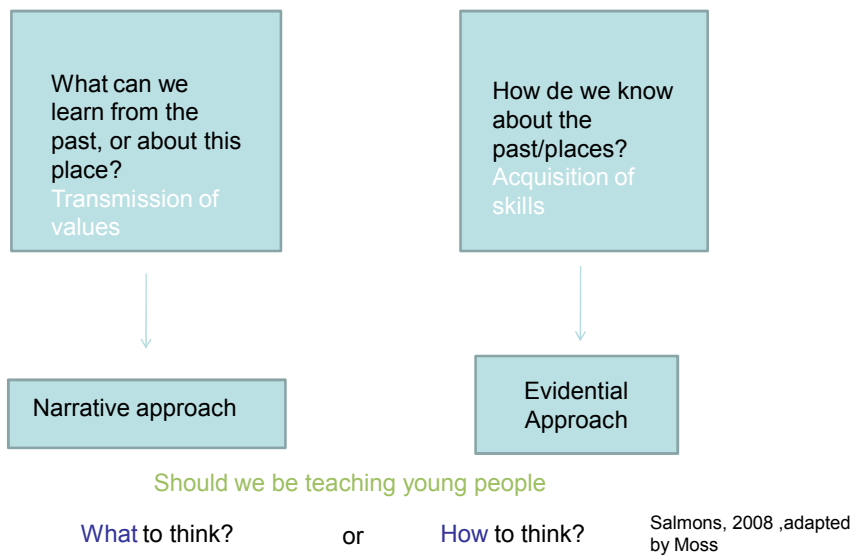 What can we
learn from the
past, or about this
place?
Transmission of
values
How de we know
about the
past/places?
Acquisition of
skills
Narrative approach
Evidential
Approach
Should we be teaching young people
What to think?
or
How to think?
Salmons, 2008 ,adapted
by Moss